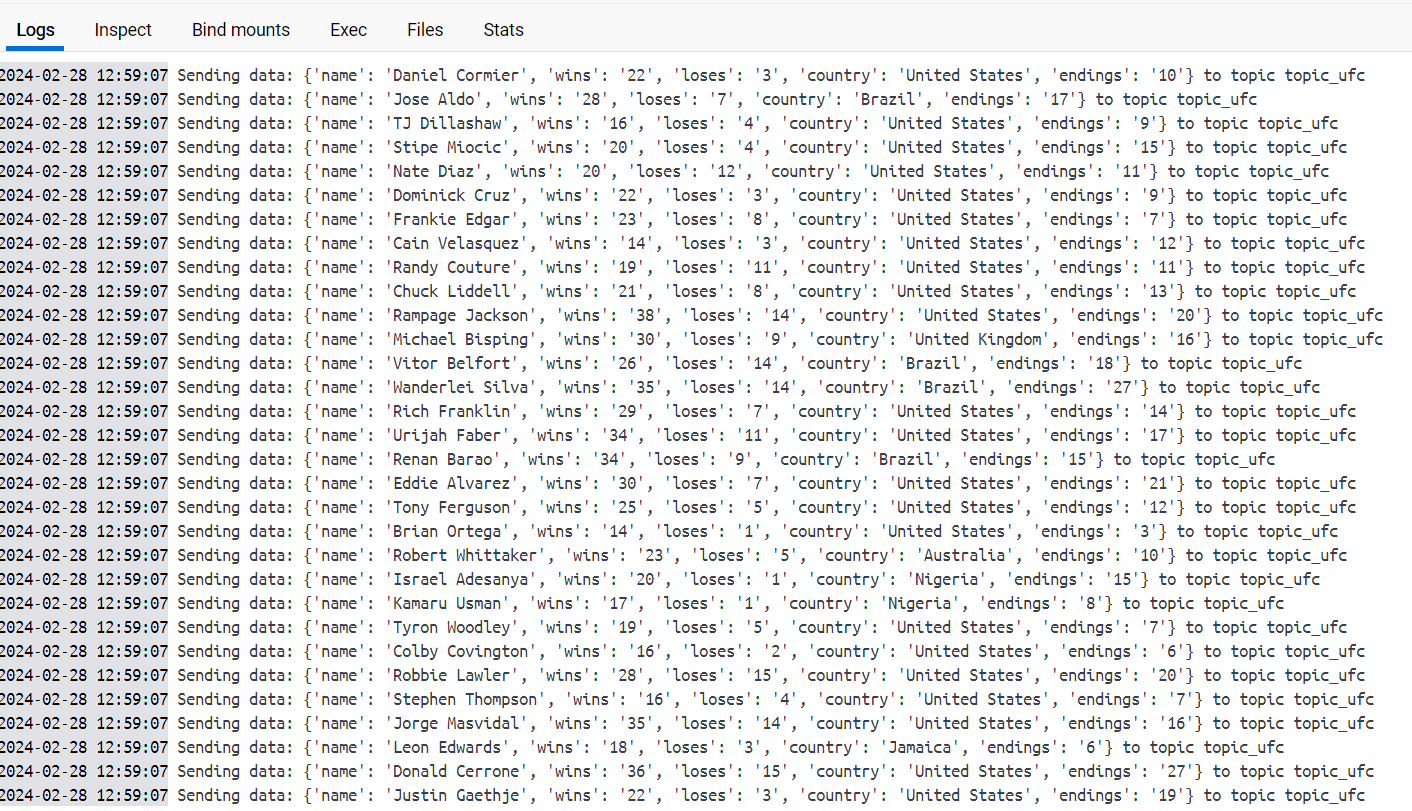 Logs Inspect Bind mounts Exec Files Stats
2024-02-28 12:59:07 Sending data: {'name': 'Daniel Cormier', 'wins': '22', 'loses': '3', 'country': 'United States', 'endings': '10'} to topic topic_ufc
2024-02-28 12:59:07 Sending data: {'name': 'Jose Aldo', 'wins': '28', 'loses': '7', 'country': 'Brazil', 'endings': '17'} to topic topic_ufc
2024-02-28 12:59:07 Sending data: {'name': 'TJ Dillashaw', 'wins': '16', 'loses': '4', 'country': 'United States', 'endings': '9'} to topic topic_ufc
2024-02-28 12:59:07 Sending data: {'name': 'Stipe Miocic', 'wins': '20', 'loses': '4', 'country': 'United States', 'endings': '15'} to topic topic_ufc
2024-02-28 12:59:07 Sending data: {'name': 'Nate Diaz', 'wins': '20', 'loses': '12', 'country': 'United States', 'endings': '11'} to topic topic_ufc
2024-02-28 12:59:07 Sending data: {'name': 'Dominick Cruz', 'wins': '22', 'loses': '3', 'country': 'United States', 'endings': '9'} to topic topic_ufc
2024-02-28 12:59:07 Sending data: {'name': 'Frankie Edgar', 'wins': '23', 'loses': '8', 'country': 'United States', 'endings': '7'} to topic topic_ufc
2024-02-28 12:59:07 Sending data: {'name': 'Cain Velasquez', 'wins': '14', 'loses': '3', 'country': 'United States', 'endings': '12'} to topic topic_ufc
2024-02-28 12:59:07 Sending data: {'name': 'Randy Couture', 'wins': '19', 'loses': '11', 'country': 'United States', 'endings': '11'} to topic topic_ufc
2024-02-28 12:59:07 Sending data: {'name': 'Chuck Liddell', 'wins': '21', 'loses': '8', 'country': 'United States', 'endings': '13'} to topic topic_ufc
2024-02-28 12:59:07 Sending data: {'name': 'Rampage Jackson', 'wins': '38', 'loses': '14', 'country': 'United States', 'endings': '20'} to topic topic_ufc
2024-02-28 12:59:07 Sending data: {'name': 'Michael Bisping', 'wins': '30', 'loses': '9', 'country': 'United Kingdom', 'endings': '16'} to topic topic_ufc
2024-02-28 12:59:07 Sending data: {'name': 'Vitor Belfort', 'wins': '26', 'loses': '14', 'country': 'Brazil', 'endings': '18'} to topic topic_ufc
2024-02-28 12:59:07 Sending data: {'name': 'Wanderlei Silva', 'wins': '35', 'loses': '14', 'country': 'Brazil', 'endings': '27'} to topic topic_ufc
2024-02-28 12:59:07 Sending data: {'name': 'Rich Franklin', 'wins': '29', 'loses': '7', 'country': 'United States', 'endings': '14'} to topic topic_ufc
2024-02-28 12:59:07 Sending data: {'name': 'Urijah Faber', 'wins': '34', 'loses': '11', 'country': 'United States', 'endings': '17'} to topic topic_ufc
2024-02-28 12:59:07 Sending data: {'name': 'Renan Barao', 'wins': '34', 'loses': '9', 'country': 'Brazil', 'endings': '15'} to topic topic_ufc
2024-02-28 12:59:07 Sending data: {'name': 'Eddie Alvarez', 'wins': '30', 'loses': '7', 'country': 'United States', 'endings': '21'} to topic topic_ufc
2024-02-28 12:59:07 Sending data: {'name': 'Tony Ferguson', 'wins': '25', 'loses': '5', 'country': 'United States', 'endings': '12'} to topic topic_ufc
2024-02-28 12:59:07 Sending data: {'name': 'Brian Ortega', 'wins': '14', 'loses': '1', 'country': 'United States', 'endings': '3'} to topic topic_ufc
2024-02-28 12:59:07 Sending data: {'name': 'Robert Whittaker', 'wins': '23', 'loses': '5', 'country': 'Australia', 'endings': '10'} to topic topic_ufc
2024-02-28 12:59:07 Sending data: {'name': 'Israel Adesanya', 'wins': '20', 'loses': '1', 'country': 'Nigeria', 'endings': '15'} to topic topic_ufc
2024-02-28 12:59:07 Sending data: {'name': 'Kamaru Usman', 'wins': '17', 'loses': '1', 'country': 'Nigeria', 'endings': '8'} to topic topic_ufc
2024-02-28 12:59:07 Sending data: {'name': 'Tyron Woodley', 'wins': '19', 'loses': '5', 'country': 'United States', 'endings': '7'} to topic topic_ufc
2024-02-28 12:59:07 Sending data: {'name': 'Colby Covington', 'wins': '16', 'loses': '2', 'country': 'United States', 'endings': '6'} to topic topic_ufc
2024-02-28 12:59:07 Sending data: {'name': 'Robbie Lawler', 'wins': '28', 'loses': '15', 'country': 'United States', 'endings': '20'} to topic topic_ufc
2024-02-28 12:59:07 Sending data: {'name': 'Stephen Thompson', 'wins': '16', 'loses': '4', 'country': 'United States', 'endings': '7'} to topic topic_ufc
2024-02-28 12:59:07 Sending data: {'name': 'Jorge Masvidal', 'wins': '35', 'loses': '14', 'country': 'United States', 'endings': '16'} to topic topic_ufc
2024-02-28 12:59:07 Sending data: {'name': 'Leon Edwards', 'wins': '18', 'loses': '3', 'country': 'Jamaica', 'endings': '6'} to topic topic_ufc
2024-02-28 12:59:07 Sending data: {'name': 'Donald Cerrone', 'wins': '36', 'loses': '15', 'country': 'United States', 'endings': '27'} to topic topic_ufc
2024-02-28 12:59:07 Sending data: {'name': 'Justin Gaethje', 'wins': '22', 'loses': '3', 'country': 'United States', 'endings': '19'} to topic topic_ufc